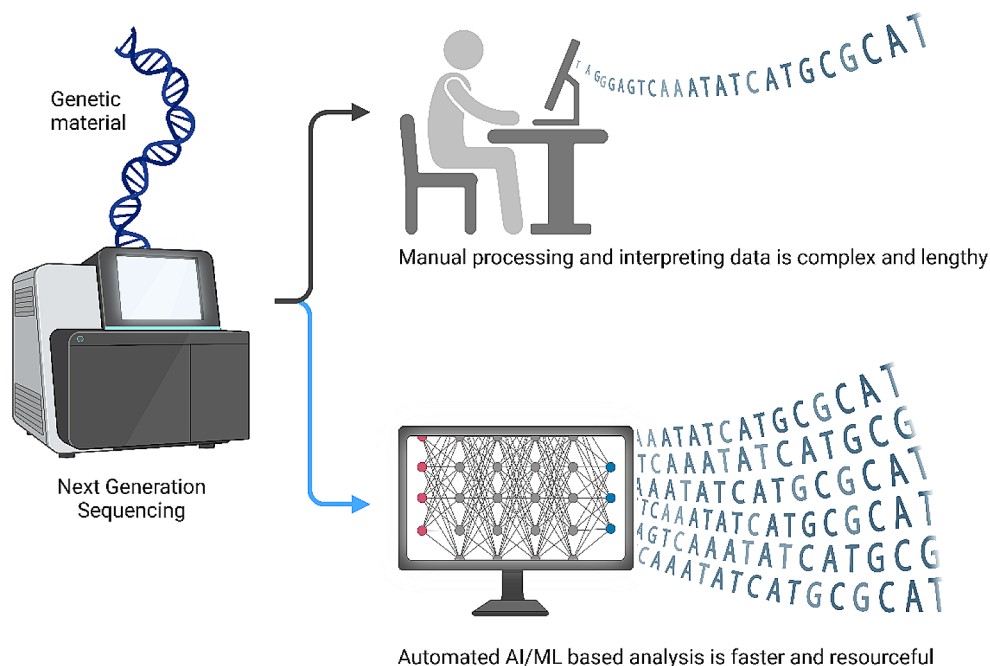 Genetic
material
T A GGGAGTCAAATATCATGCGCAT
Manual processing and interpreting data is complex and lengthy
Next Generation
Sequencing
AAATATCATGCGCAT
TCAAATATCATGCG
AAATATCATGCGCAT
TCAAATATCATGCGCAT
AGTCAAATATCATGCG
CAAATATCATGCGCAT
Automated AI/ML based analysis is faster and resourceful